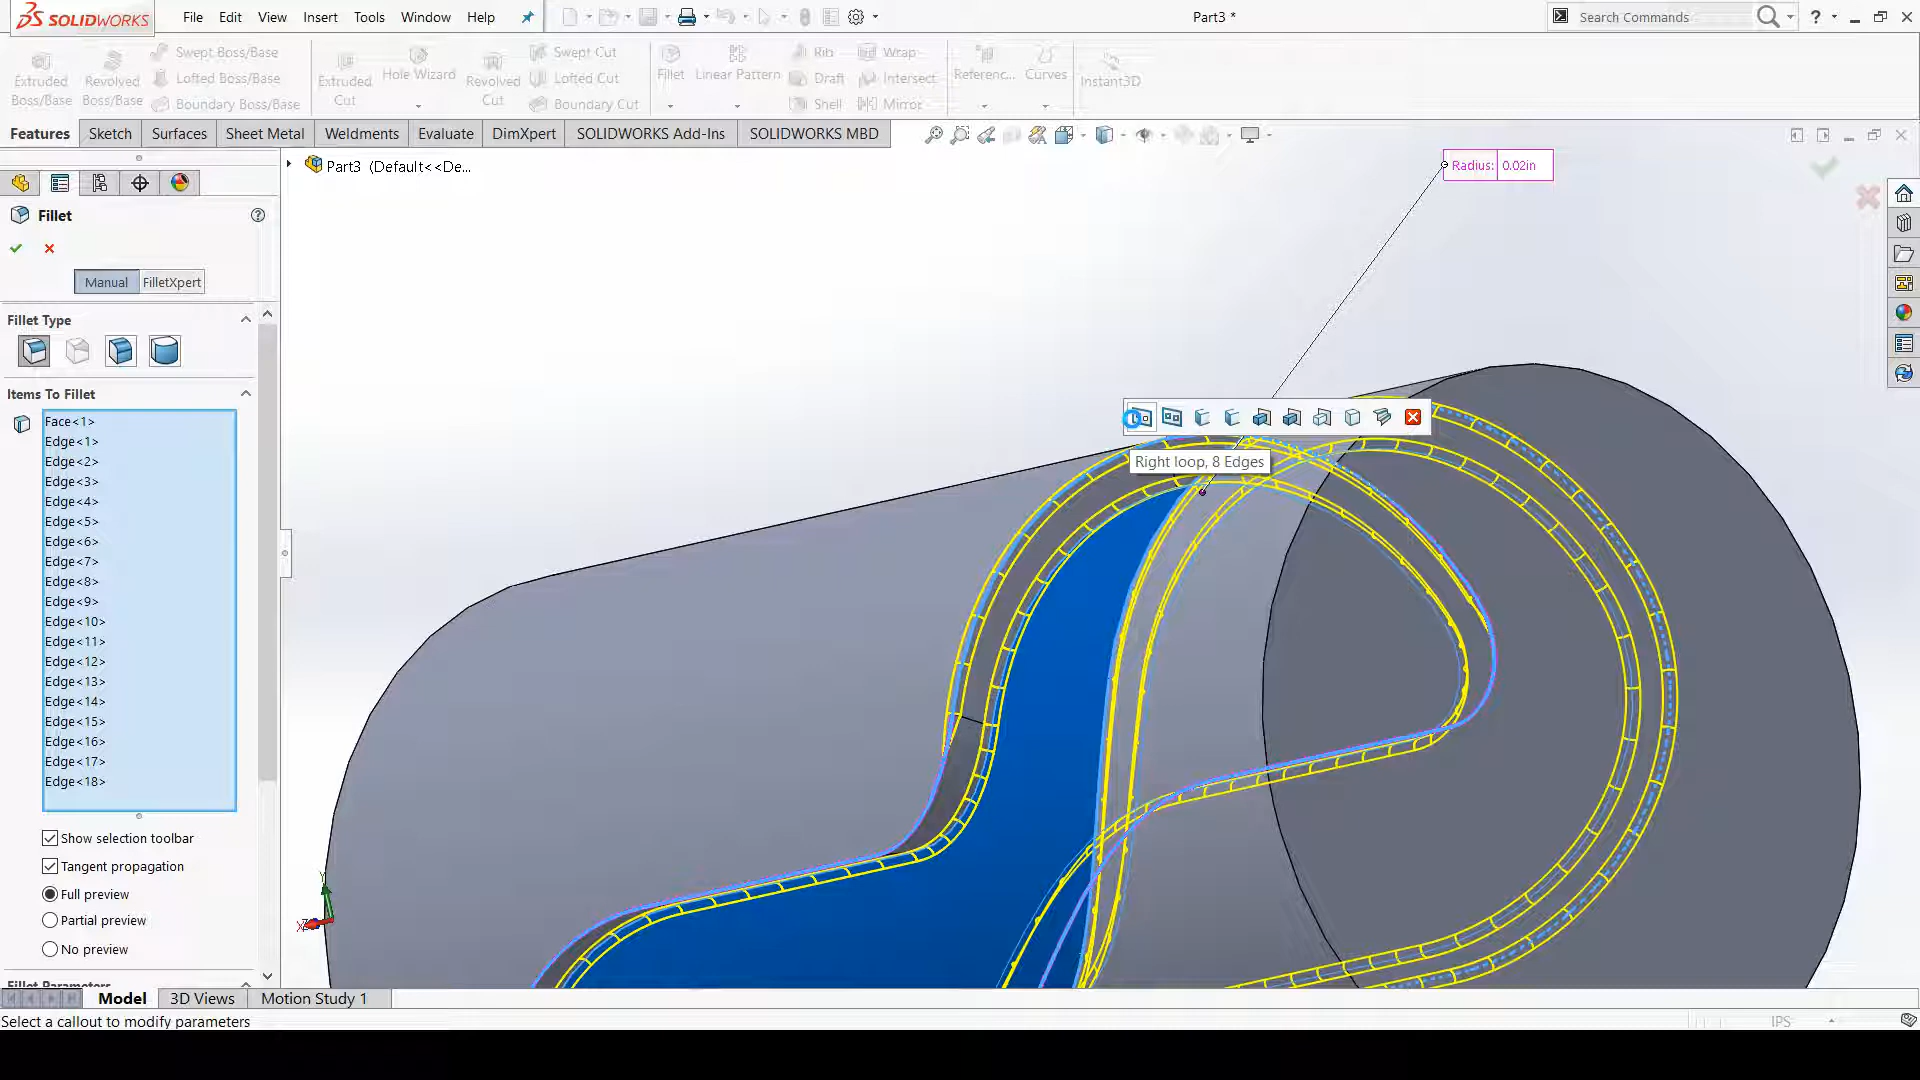 SOLIDWORKS File Edit View Insert Tools Window Help Part3 * Search Commands ?
Extruded Boss/Base
Revolved Boss/Base
Swept Boss/Base
Lofted Boss/Base
Boundary Boss/Base
Extruded Cut
Hole Wizard
Revolved Cut
Swept Cut
Lofted Cut
Boundary Cut
Fillet
Linear Pattern
Rib
Draft
Shell
Wrap
Intersect
Mirror
Referenc...
Curves
Instant3D
Features Sketch Surfaces Sheet Metal Weldments Evaluate DimXpert SOLIDWORKS Add-Ins SOLIDWORKS MBD
Part3 (Default<<De...
Radius: 0.02in
Fillet
Manual FilletXpert
Fillet Type
Items To Fillet
Face<1>
Edge<1>
Edge<2>
Edge<3>
Edge<4>
Edge<5>
Edge<6>
Edge<7>
Edge<8>
Edge<9>
Edge<10>
Edge<11>
Edge<12>
Edge<13>
Edge<14>
Edge<15>
Edge<16>
Edge<17>
Edge<18>
Right loop, 8 Edges
Show selection toolbar
Tangent propagation
Full preview
Partial preview
No preview
Fillet Parameters
Y
X
Model 3D Views Motion Study 1
Select a callout to modify parameters
IPS